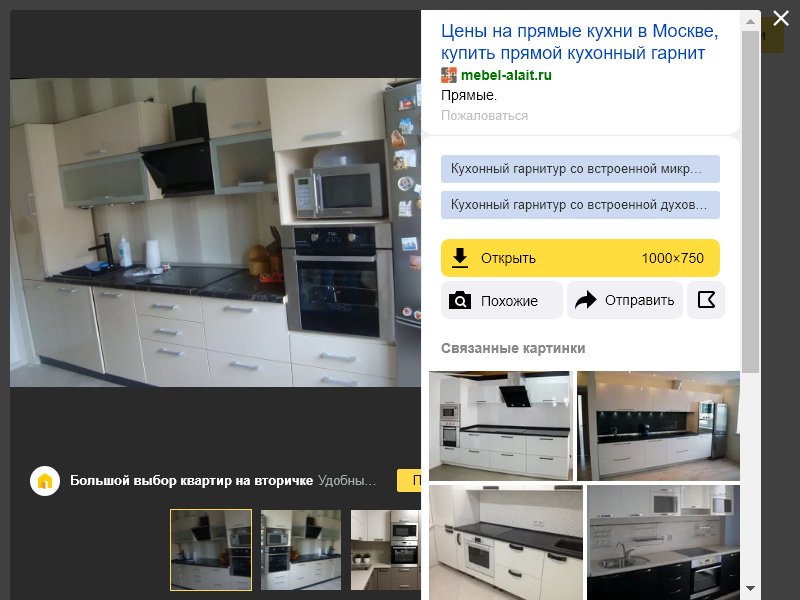 Цены на прямые кухни в Москве,
купить прямой кухонный гарнит
mebel-alait.ru
Прямые.
Пожаловаться
Кухонный гарнитур со встроенной микр...
Кухонный гарнитур со встроенной духов...
Открыть 1000×750
Похожие Отправить
Связанные картинки
Большой выбор квартир на вторичке Удобны...